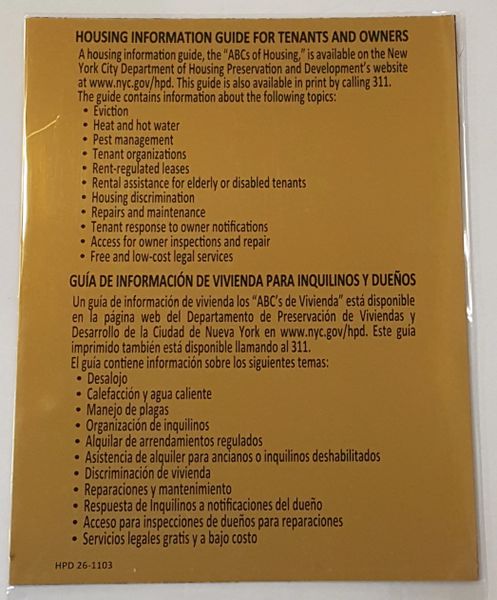 HOUSING INFORMATION GUIDE FOR TENANTS AND OWNERS
A housing information guide, the "ABCs of Housing," is available on the New
York City Department of Housing Preservation and Development's website
at www.nyc.gov/hpd. This guide is also available in print by calling 311.
The guide contains information about the following topics:
• Eviction
• Heat and hot water
• Pest management
• Tenant organizations
• Rent-regulated leases
• Rental assistance for elderly or disabled tenants
• Housing discrimination
• Repairs and maintenance
• Tenant response to owner notifications
• Access for owner inspections and repair
• Free and low-cost legal services
GUÍA DE INFORMACIÓN DE VIVIENDA PARA INQUILINOS Y DUEÑOS
Un guía de información de vivienda los "ABC's de Vivienda" está disponible
en la página web del Departamento de Preservación de Viviendas y
Desarrollo de la Ciudad de Nueva York en www.nyc.gov/hpd. Este guía
imprimido también está disponible llamando al 311.
El guía contiene información sobre los siguientes temas:
• Desalojo
• Calefacción y agua caliente
• Manejo de plagas
• Organización de inquilinos
• Alquilar de arrendamientos regulados
• Asistencia de alquiler para ancianos o inquilinos deshabilitados
• Discriminación de vivienda
• Reparaciones y mantenimiento
• Respuesta de Inquilinos a notificaciones del dueño
• Acceso para inspecciones de dueños para reparaciones
• Servicios legales gratis y a bajo costo
HPD 26-1103